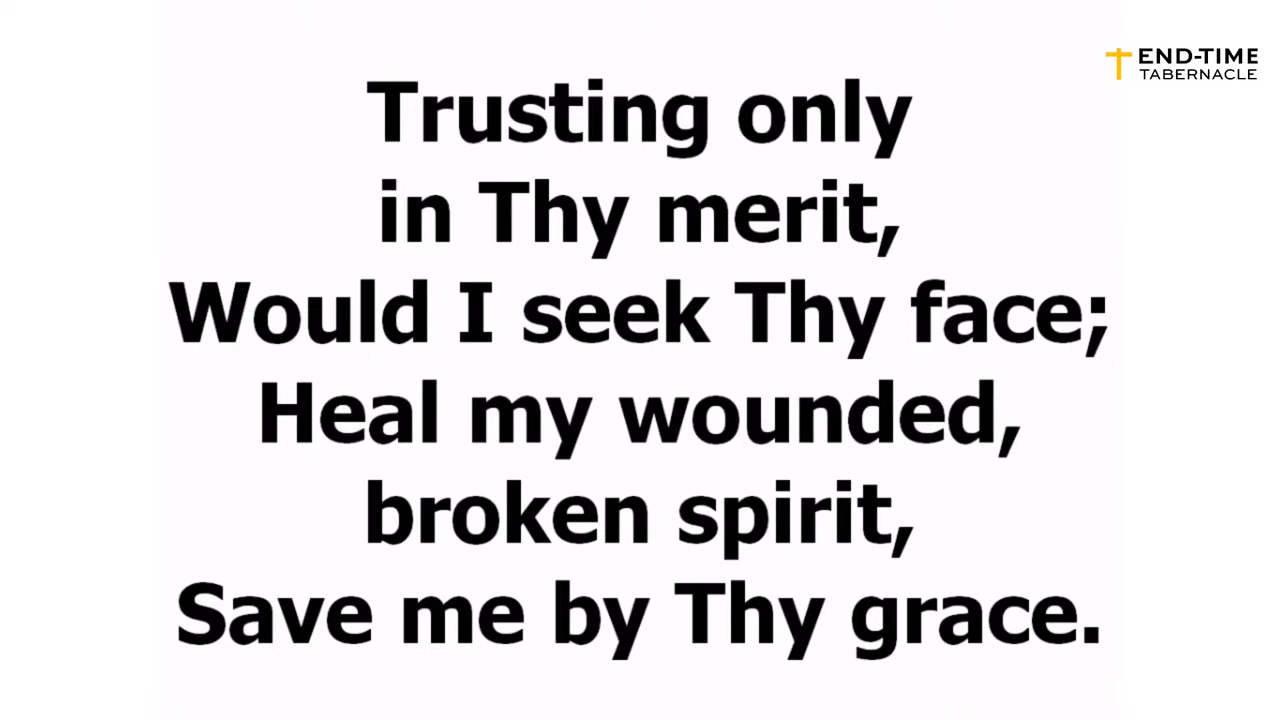 END-TIME
TABERNACLE
Trusting only
in Thy merit,
Would I seek Thy face;
Heal my wounded,
broken spirit,
Save me by Thy grace.